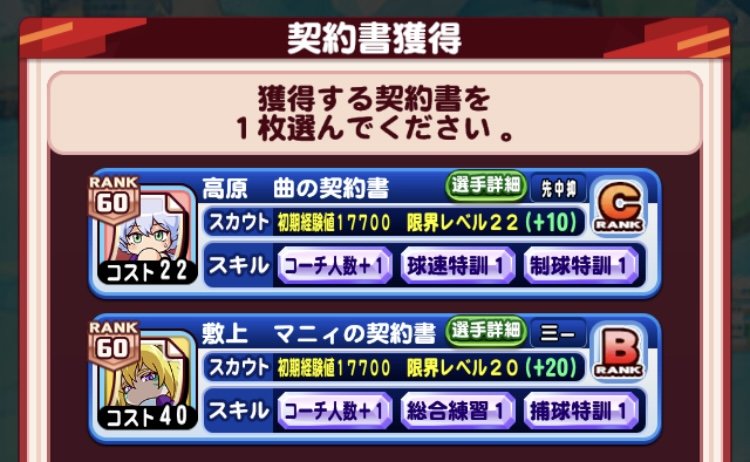 契約書獲得
獲得する契約書を
1枚選んでください。
RANK 60 高原 曲の契約書 選手詳細 先中抑 C RANK
スカウト 初期経験値17700 限界レベル22(+10)
コスト22 スキル コーチ人数+1 球速特訓1 制球特訓1
RANK 60 敷上 マニィの契約書 選手詳細 三一 B RANK
スカウト 初期経験値17700 限界レベル20(+20)
コスト40 スキル コーチ人数+1 総合練習1 捕球特訓1